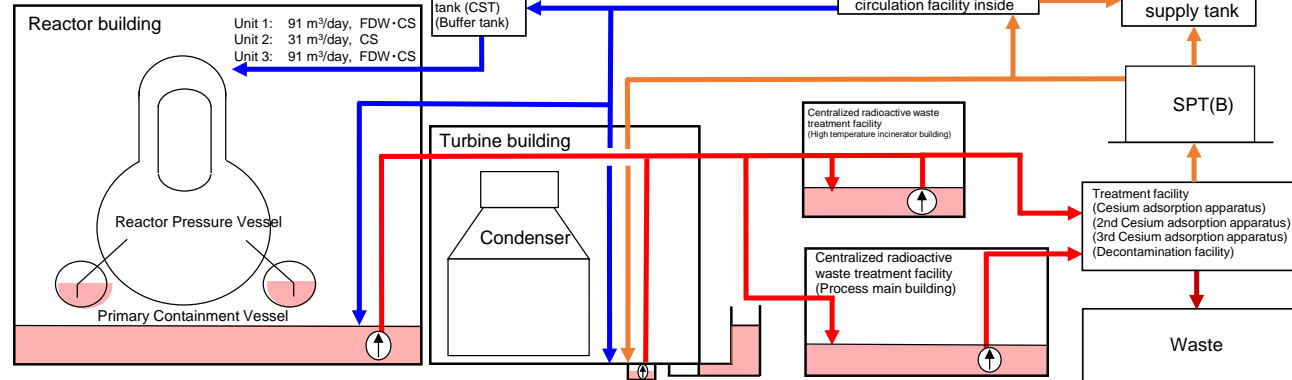 Reactor building
Unit 1: 91 m³/day, FDW・CS
Unit 2: 31 m³/day, CS
Unit 3: 91 m³/day, FDW・CS
tank (CST)
(Buffer tank)
circulation facility inside
supply tank
SPT(B)
Turbine building
Centralized radioactive waste
treatment facility
(High temperature incinerator building)
Treatment facility
(Cesium adsorption apparatus)
(2nd Cesium adsorption apparatus)
(3rd Cesium adsorption apparatus)
(Decontamination facility)
Reactor Pressure Vessel
Condenser
Centralized radioactive
waste treatment facility
(Process main building)
Primary Containment Vessel
Waste